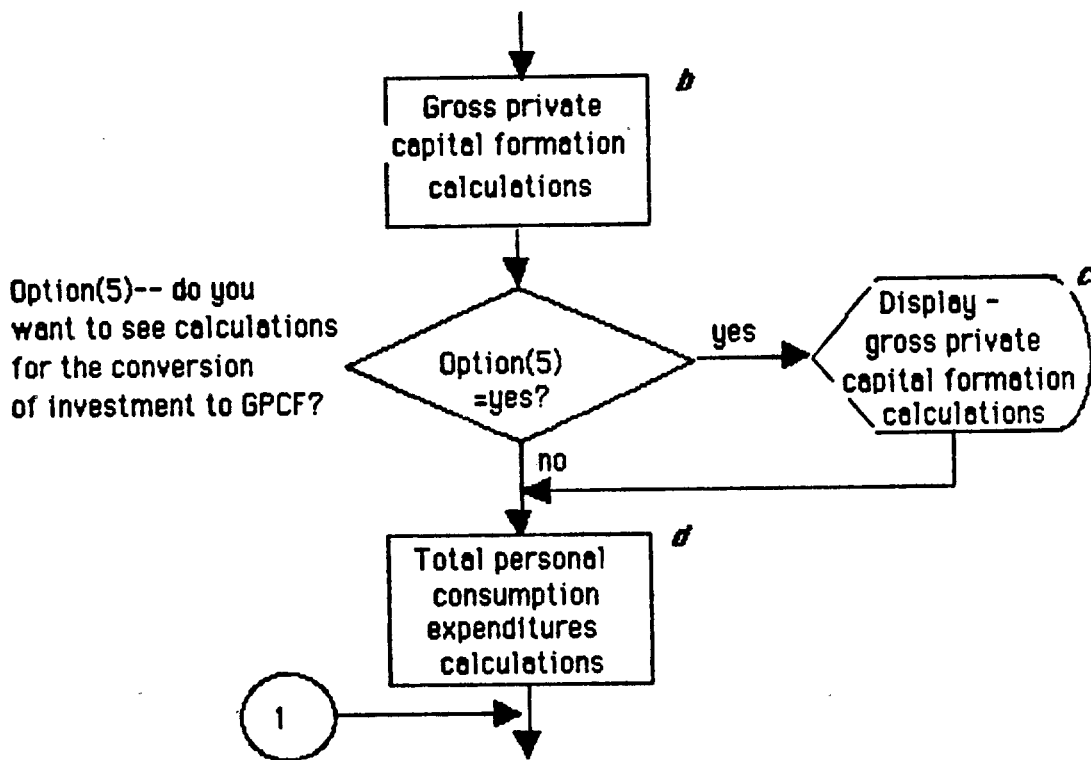 b
Gross private
capital formation
calculations
Option(5)-- do you
want to see calculations
for the conversion
of investment to GPCF?
Option(5)
=yes?
yes
c
Display -
gross private
capital formation
calculations
no
d
Total personal
consumption
expenditures
calculations
1